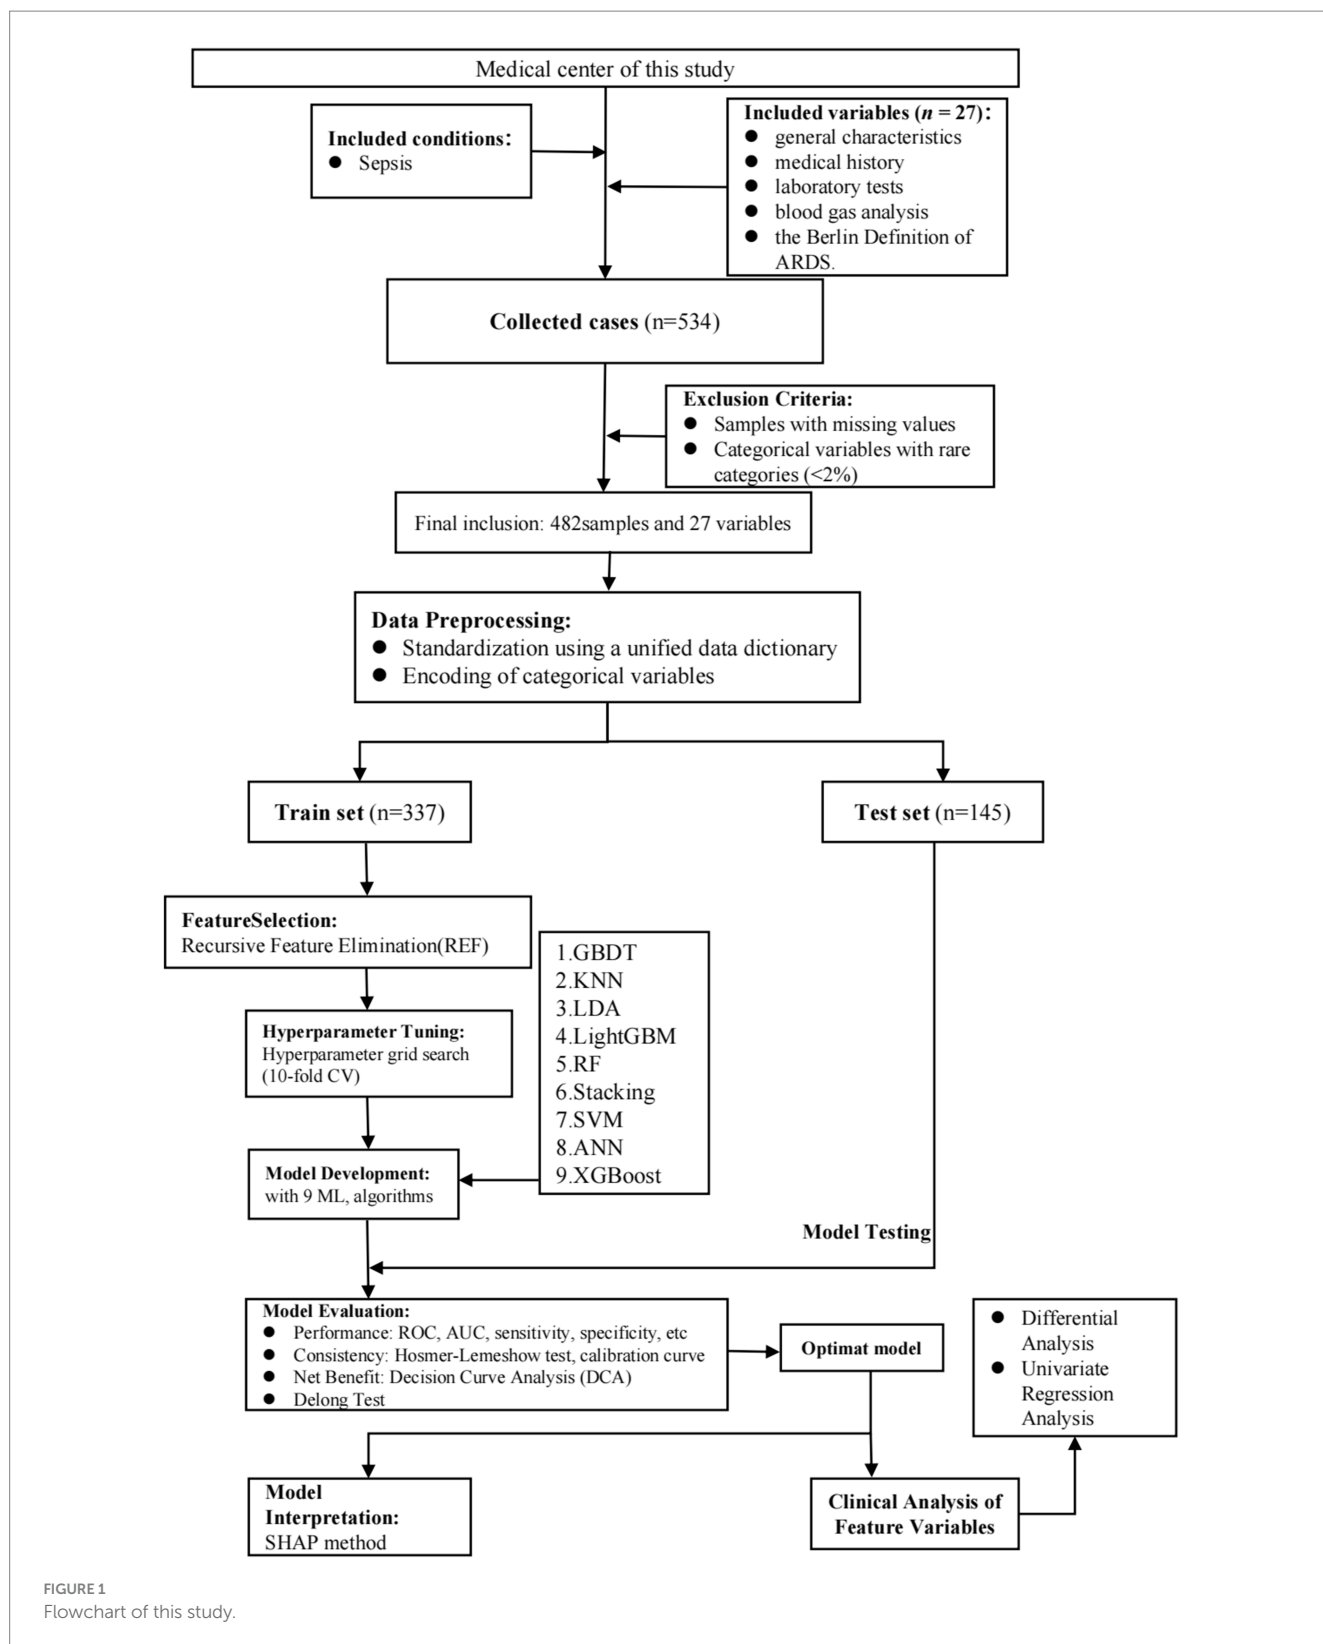 Medical center of this study
Included conditions:
● Sepsis
Included variables (n = 27):
● general characteristics
● medical history
● laboratory tests
● blood gas analysis
● the Berlin Definition of
ARDS.
Collected cases (n=534)
Exclusion Criteria:
● Samples with missing values
● Categorical variables with rare
categories (<2%)
Final inclusion: 482samples and 27 variables
Data Preprocessing:
● Standardization using a unified data dictionary
● Encoding of categorical variables
Train set (n=337)
Test set (n=145)
FeatureSelection:
Recursive Feature Elimination(REF)
1.GBDT
2.KNN
3.LDA
4.LightGBM
5.RF
6.Stacking
7.SVM
8.ANN
9.XGBoost
Hyperparameter Tuning:
Hyperparameter grid search
(10-fold CV)
Model Development:
with 9 ML, algorithms
Model Testing
Model Evaluation:
● Performance: ROC, AUC, sensitivity, specificity, etc
● Consistency: Hosmer-Lemeshow test, calibration curve
● Net Benefit: Decision Curve Analysis (DCA)
● Delong Test
Optimat model
● Differential
Analysis
● Univariate
Regression
Analysis
Model
Interpretation:
SHAP method
Clinical Analysis of
Feature Variables
FIGURE 1
Flowchart of this study.